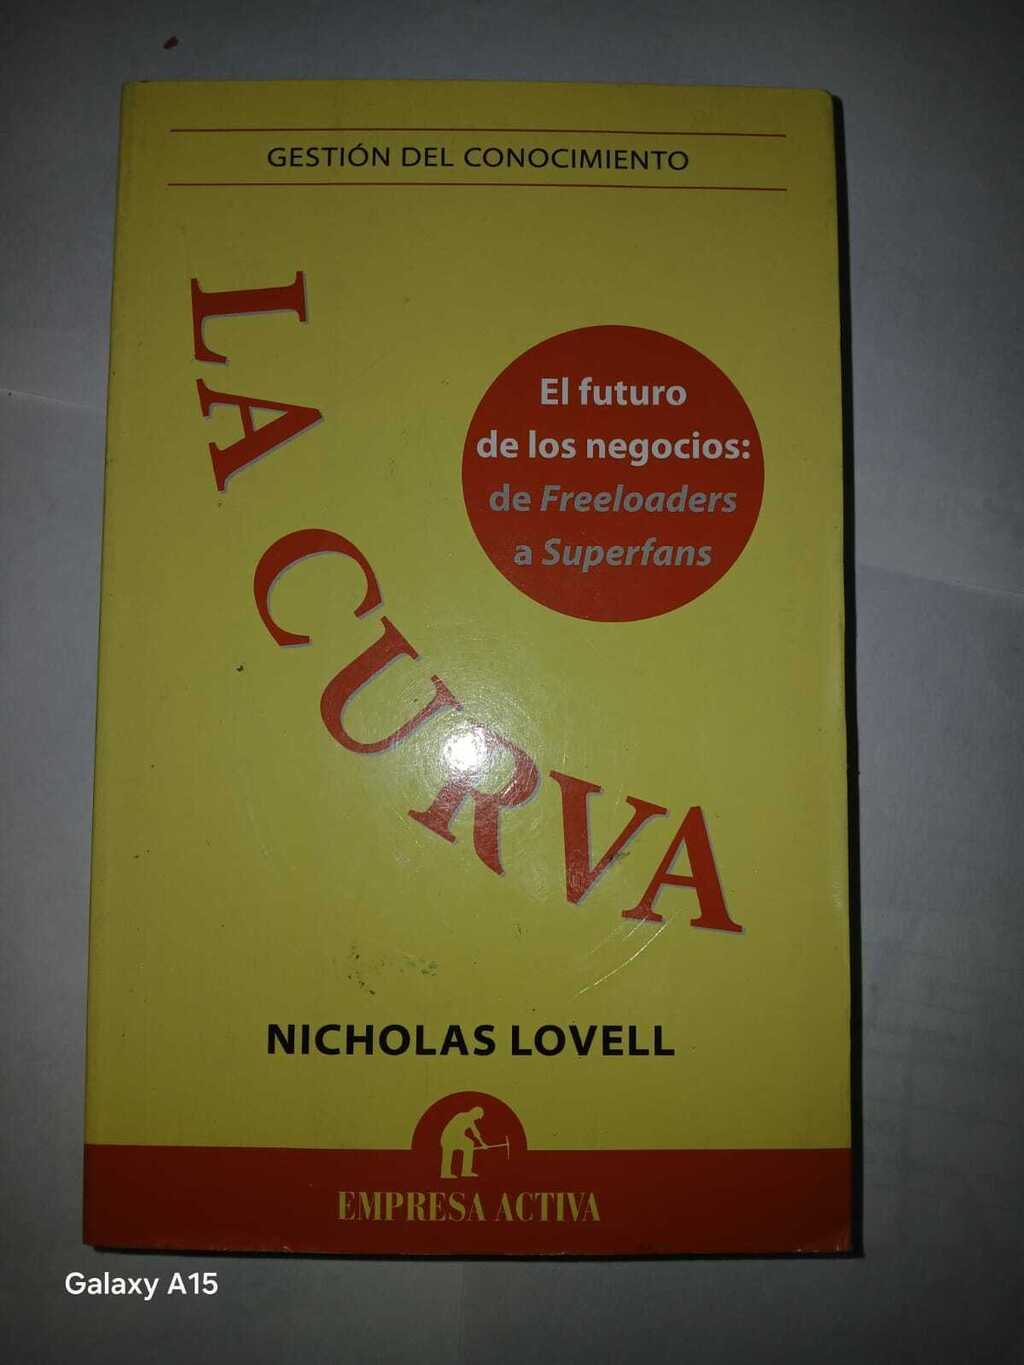 GESTIÓN DEL CONOCIMIENTO
LA CURVA
El futuro
de los negocios:
de Freeloaders
a Superfans
NICHOLAS LOVELL
EMPRESA ACTIVA
Galaxy A15